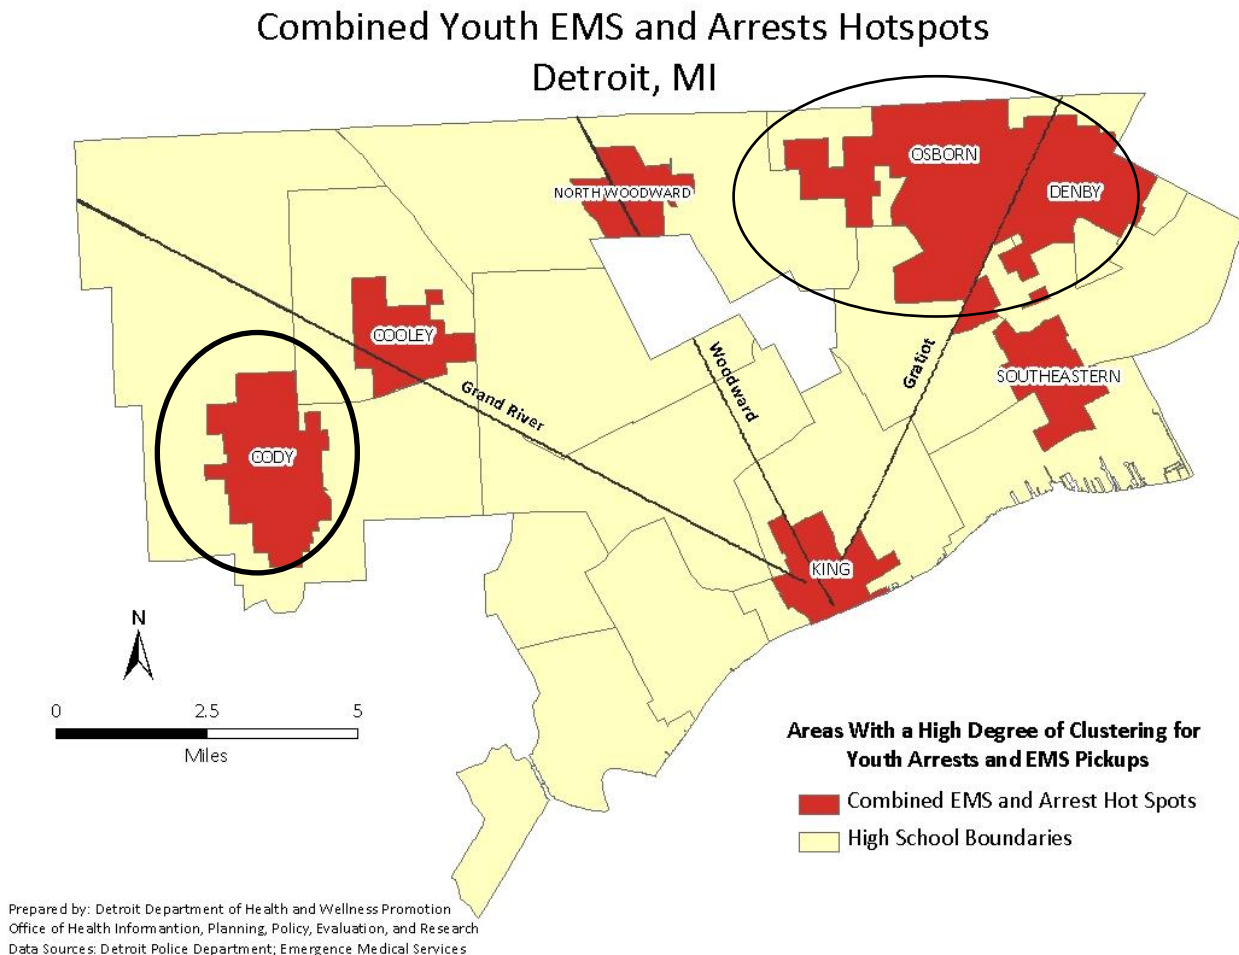 Combined Youth EMS and Arrests Hotspots
Detroit, MI
OSBORN
DENBY
NORTH WOODWARD
COOLEY
Grand River
Woodward
Gratiot
SOUTHEASTERN
CODY
KING
N
0 2.5 5
Miles
Areas With a High Degree of Clustering for
Youth Arrests and EMS Pickups
Combined EMS and Arrest Hot Spots
High School Boundaries
Prepared by: Detroit Department of Health and Wellness Promotion
Office of Health Informantion, Planning, Policy, Evaluation, and Research
Data Sources: Detroit Police Department; Emergence Medical Services